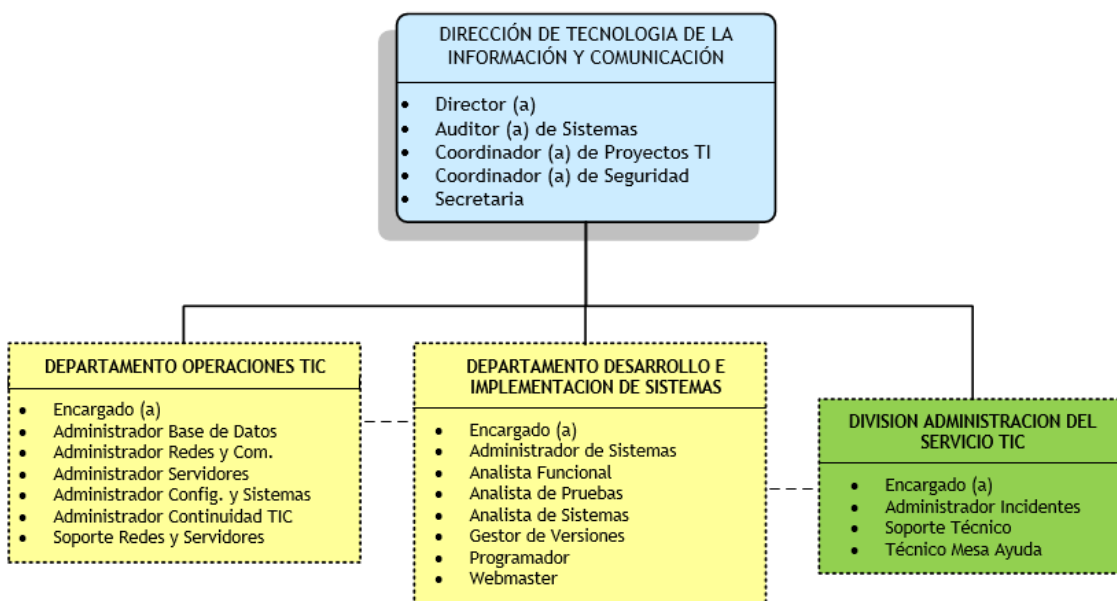 DIRECCIÓN DE TECNOLOGIA DE LA
INFORMACIÓN Y COMUNICACIÓN
• Director (a)
• Auditor (a) de Sistemas
• Coordinador (a) de Proyectos TI
• Coordinador (a) de Seguridad
• Secretaria
DEPARTAMENTO OPERACIONES TIC
• Encargado (a)
• Administrador Base de Datos
• Administrador Redes y Com.
• Administrador Servidores
• Administrador Config. y Sistemas
• Administrador Continuidad TIC
• Soporte Redes y Servidores
DEPARTAMENTO DESARROLLO E
IMPLEMENTACION DE SISTEMAS
• Encargado (a)
• Administrador de Sistemas
• Analista Funcional
• Analista de Pruebas
• Analista de Sistemas
• Gestor de Versiones
• Programador
• Webmaster
DIVISION ADMINISTRACION DEL
SERVICIO TIC
• Encargado (a)
• Administrador Incidentes
• Soporte Técnico
• Técnico Mesa Ayuda